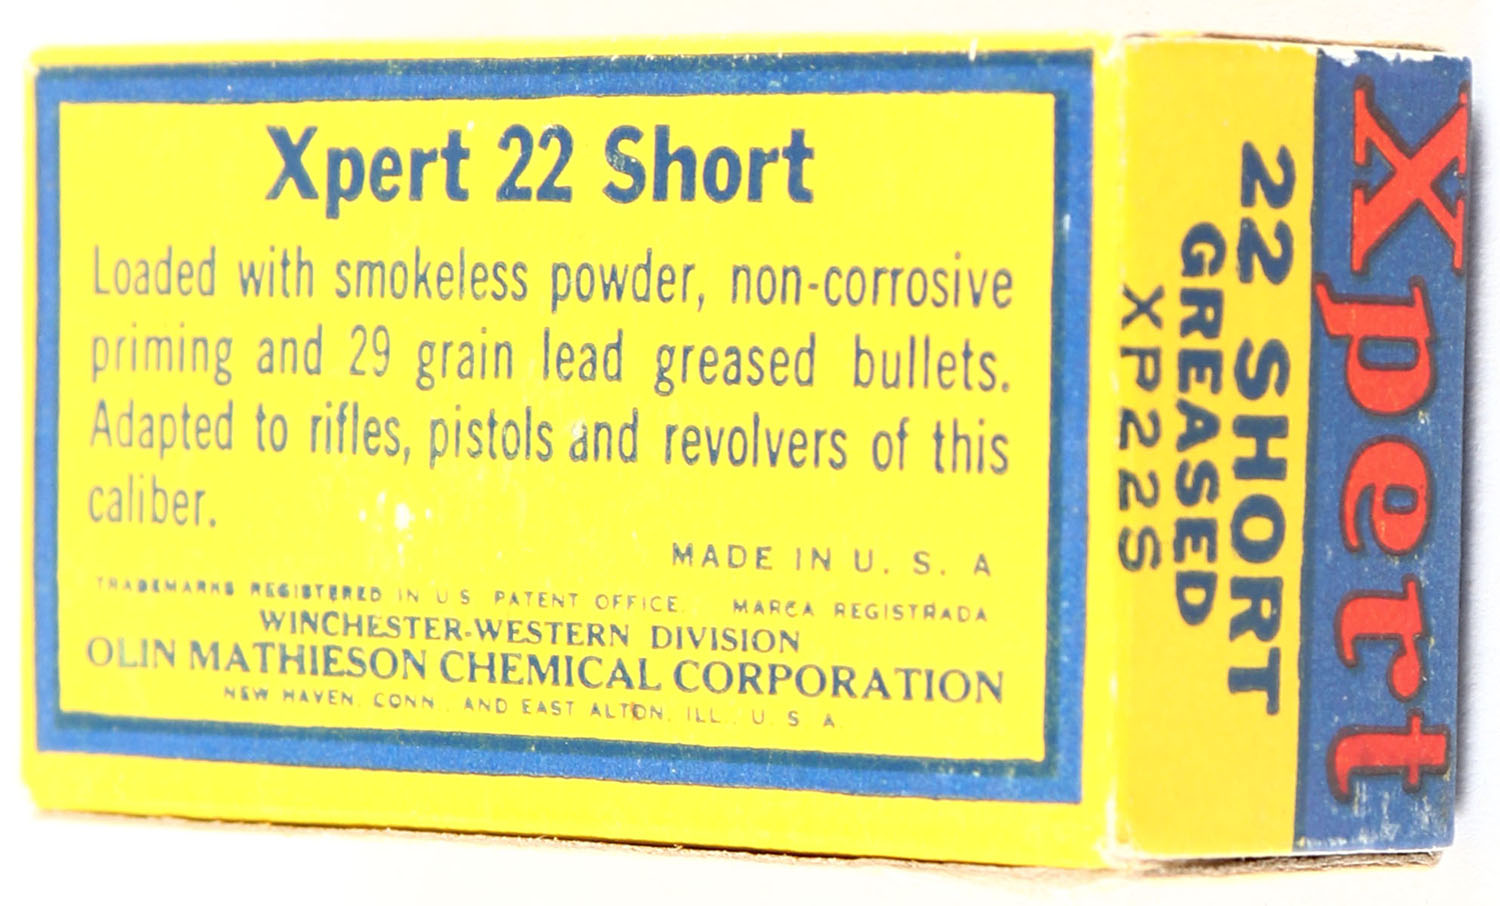 Xpert 22 Short
Loaded with smokeless powder, non-corrosive
priming and 29 grain lead greased bullets.
Adapted to rifles, pistols and revolvers of this
caliber.
MADE IN U. S. A
TRADEMARKS REGISTERED IN U S PATENT OFFICE. MARCA REGISTRADA
WINCHESTER-WESTERN DIVISION
OLIN MATHIESON CHEMICAL CORPORATION
NEW HAVEN, CONN., AND EAST ALTON, ILL., U. S. A.
Xpert
22 SHORT
GREASED
XP22S